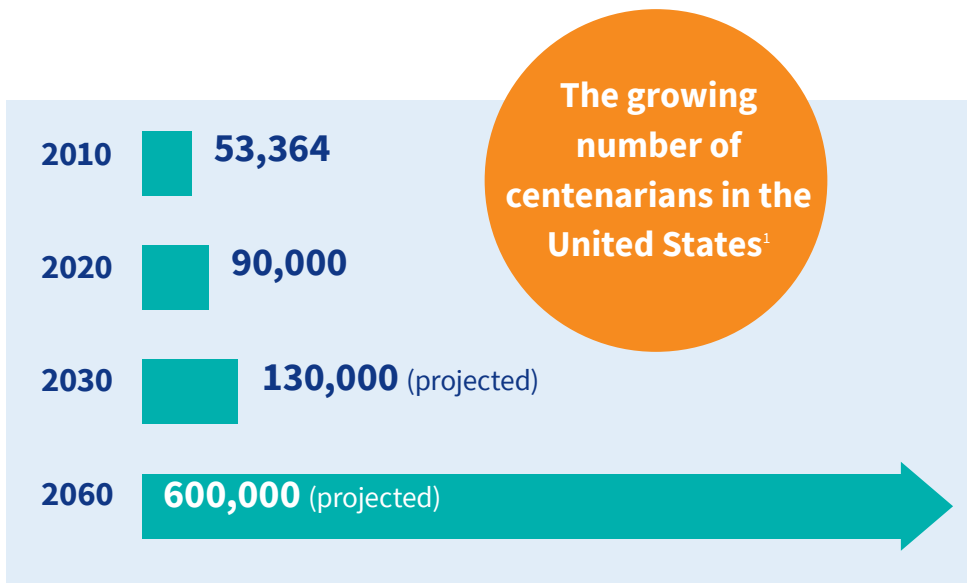 The growing
number of
centenarians in the
United States¹
2010 53,364
2020 90,000
2030 130,000 (projected)
2060 600,000 (projected)